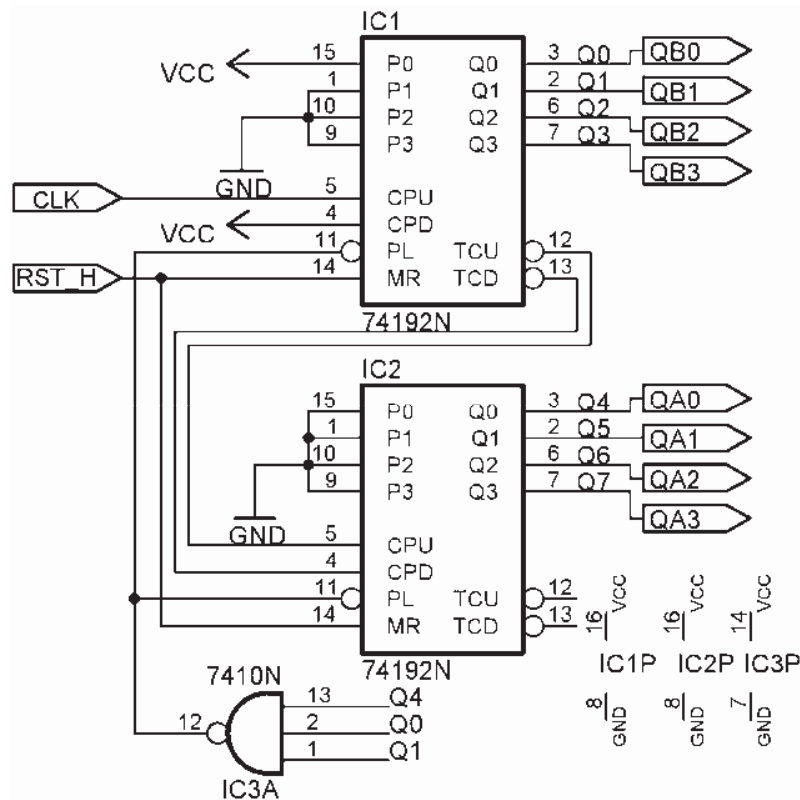 IC1
VCC 15 P0 Q0 3 Q0 QB0
1 P1 Q1 2 Q1 QB1
10 P2 Q2 6 Q2 QB2
9 P3 Q3 7 Q3 QB3
GND
CLK 5 CPU
VCC 4 CPD
11 PL TCU 12
RST_H 14 MR TCD 13
74192N
IC2
15 P0 Q0 3 Q4 QA0
1 P1 Q1 2 Q5 QA1
10 P2 Q2 6 Q6 QA2
9 P3 Q3 7 Q7 QA3
GND
5 CPU
4 CPD
11 PL TCU 12
14 MR TCD 13
74192N
16 VCC 16 VCC 14 VCC
IC1P IC2P IC3P
8 GND 8 GND 7 GND
7410N
13 Q4
12 2 Q0
1 Q1
IC3A